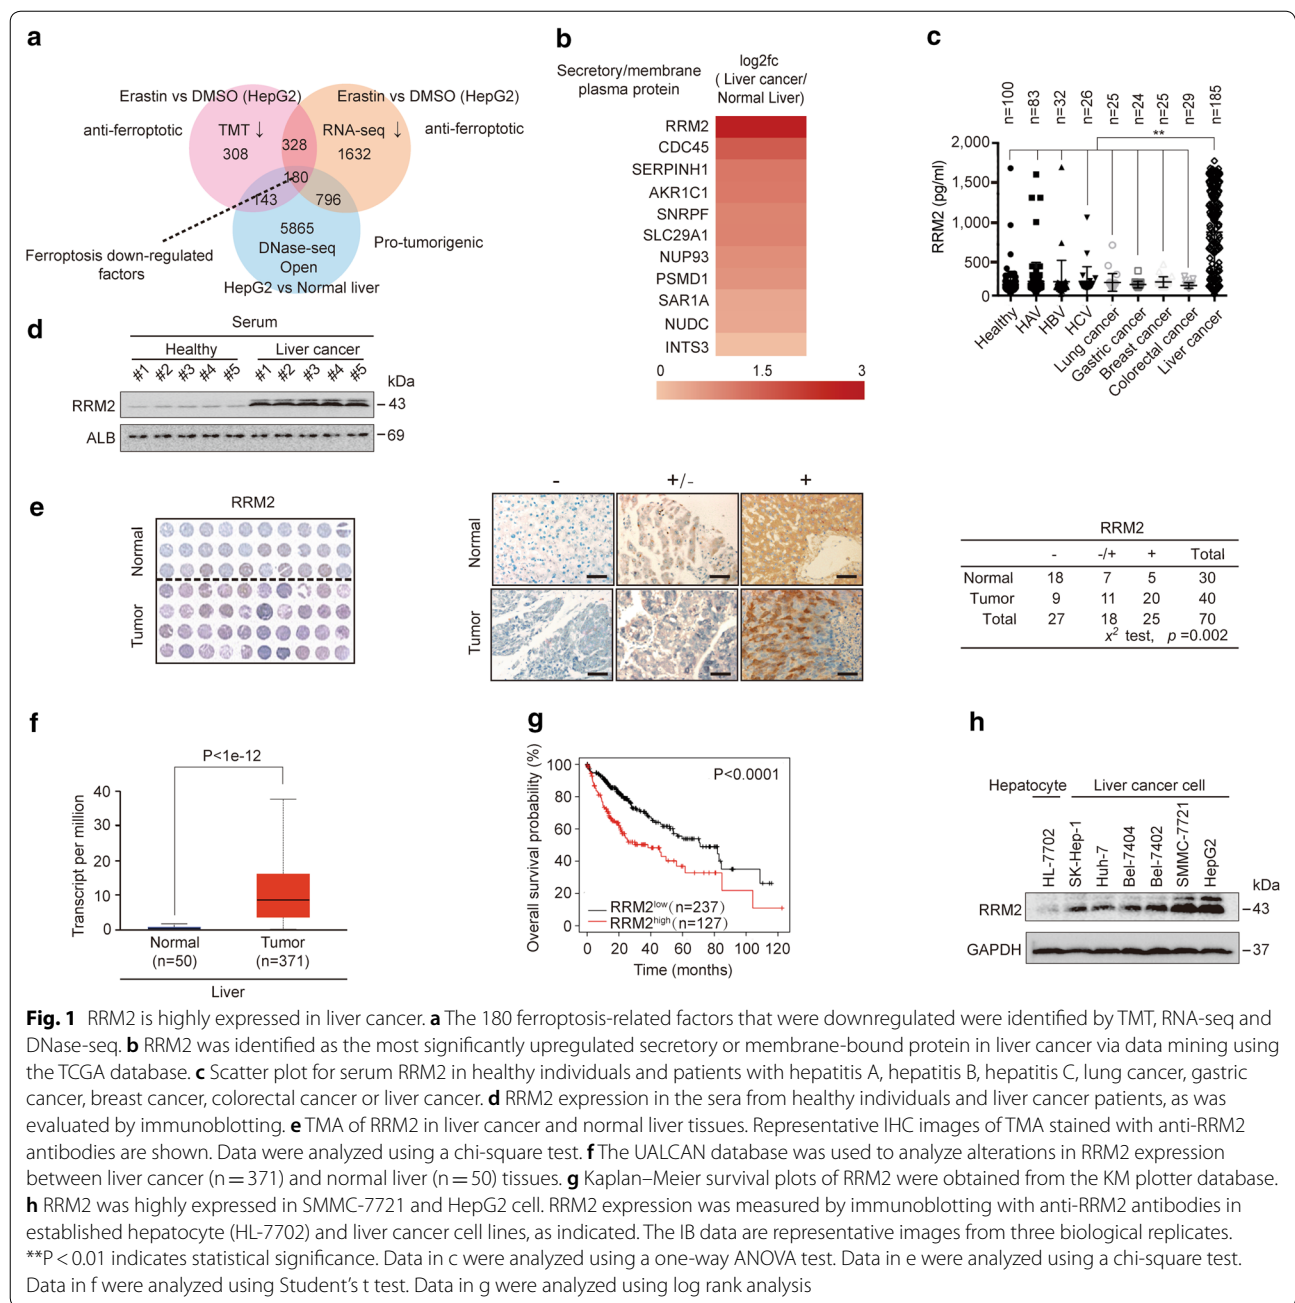 a
Erastin vs DMSO (HepG2) Erastin vs DMSO (HepG2)
anti-ferroptotic TMT ↓ 328 RNA-seq ↓ anti-ferroptotic
308 1632
180
143 796
5865
DNase-seq
Open
Pro-tumorigenic
Ferroptosis down-regulated
factors
HepG2 vs Normal liver
b
Secretory/membrane
plasma protein
log2fc
( Liver cancer/
Normal Liver)
RRM2
CDC45
SERPINH1
AKR1C1
SNRPF
SLC29A1
NUP93
PSMD1
SAR1A
NUDC
INTS3
0 1.5 3
c
n=100 n=83 n=32 n=26 n=25 n=24 n=25 n=29 n=185
**
RRM2 (pg/ml)
2,000
1,500
1,000
500
0
Healthy HAV HBV HCV Lung cancer Gastric cancer Breast cancer Colorectal cancer Liver cancer
d
Serum
Healthy Liver cancer
#1 #2 #3 #4 #5 #1 #2 #3 #4 #5
kDa
RRM2 – 43
ALB – 69
e
RRM2
Normal
Tumor
- +/- +
Normal
Tumor
RRM2
- -/+ + Total
Normal 18 7 5 30
Tumor 9 11 20 40
Total 27 18 25 70
x² test, p =0.002
f
P<1e-12
Transcript per million
40
30
20
10
0
Normal Tumor
(n=50) (n=371)
Liver
g
Overall survival probability (%)
100
80
60
40
20
0
P<0.0001
RRM2low (n=237)
RRM2high (n=127)
0 20 40 60 80 100 120
Time (months)
h
Hepatocyte Liver cancer cell
HL-7702 SK-Hep-1 Huh-7 Bel-7404 Bel-7402 SMMC-7721 HepG2
kDa
RRM2 –43
GAPDH –37
Fig. 1 RRM2 is highly expressed in liver cancer. a The 180 ferroptosis-related factors that were downregulated were identified by TMT, RNA-seq and
DNase-seq. b RRM2 was identified as the most significantly upregulated secretory or membrane-bound protein in liver cancer via data mining using
the TCGA database. c Scatter plot for serum RRM2 in healthy individuals and patients with hepatitis A, hepatitis B, hepatitis C, lung cancer, gastric
cancer, breast cancer, colorectal cancer or liver cancer. d RRM2 expression in the sera from healthy individuals and liver cancer patients, as was
evaluated by immunoblotting. e TMA of RRM2 in liver cancer and normal liver tissues. Representative IHC images of TMA stained with anti-RRM2
antibodies are shown. Data were analyzed using a chi-square test. f The UALCAN database was used to analyze alterations in RRM2 expression
between liver cancer (n = 371) and normal liver (n = 50) tissues. g Kaplan–Meier survival plots of RRM2 were obtained from the KM plotter database.
h RRM2 was highly expressed in SMMC-7721 and HepG2 cell. RRM2 expression was measured by immunoblotting with anti-RRM2 antibodies in
established hepatocyte (HL-7702) and liver cancer cell lines, as indicated. The IB data are representative images from three biological replicates.
**P < 0.01 indicates statistical significance. Data in c were analyzed using a one-way ANOVA test. Data in e were analyzed using a chi-square test.
Data in f were analyzed using Student's t test. Data in g were analyzed using log rank analysis